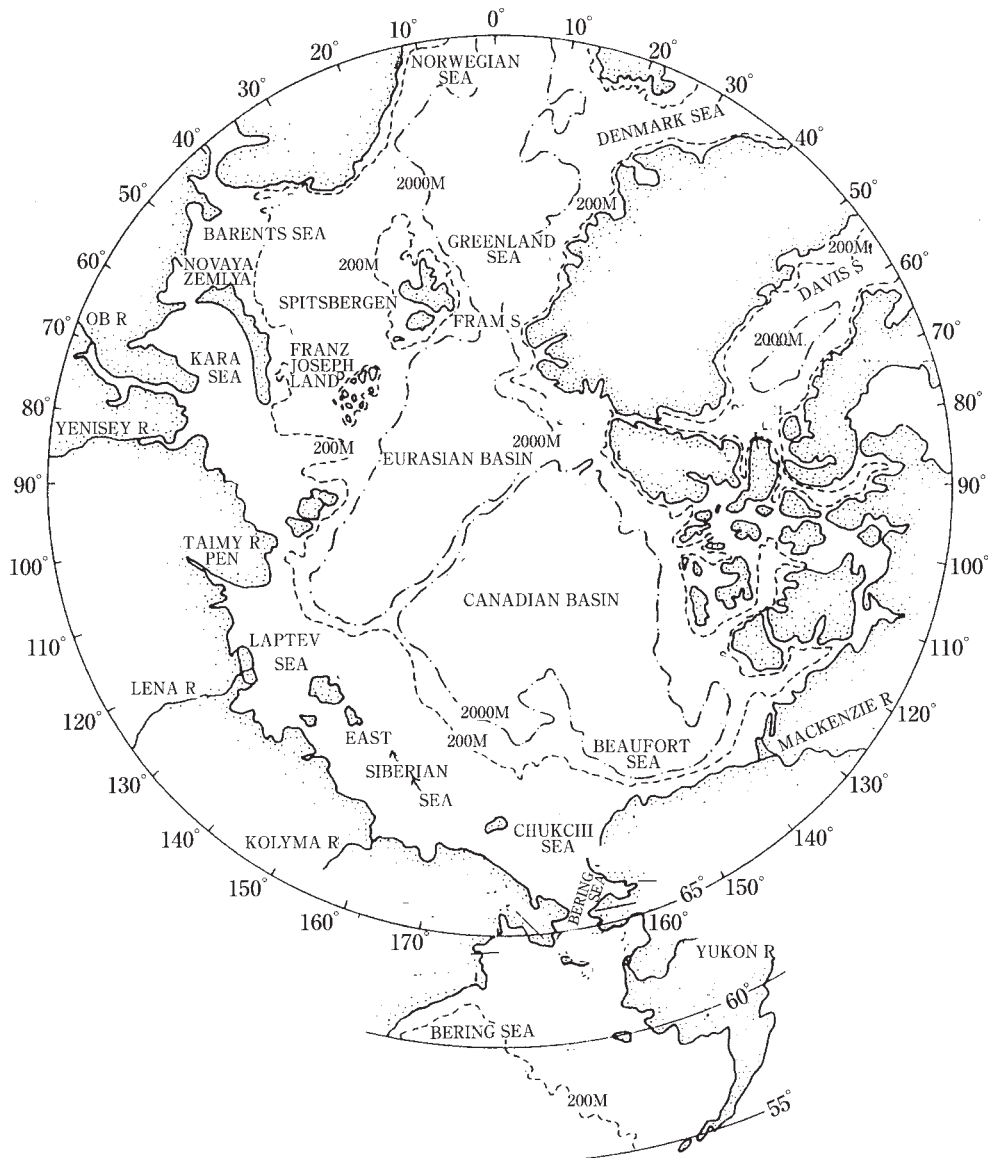 0°
10°
10°
20°
20°
30°
30°
40°
40°
50°
50°
60°
60°
70°
70°
80°
80°
90°
90°
100°
100°
110°
110°
120°
120°
130°
130°
140°
140°
150°
150°
160°
160°
170°
65°
60°
55°
NORWEGIAN
SEA
DENMARK SEA
2000M
200M
GREENLAND
SEA
BARENTS SEA
200M
NOVAYA
ZEMLYA
SPITSBERGEN
FRAM S
200M
DAVIS S
2000M
OB R
KARA
SEA
FRANZ
JOSEPH
LAND
200M
2000M
EURASIAN BASIN
YENISEY R.
TAIMY R
PEN
CANADIAN BASIN
LAPTEV
SEA
LENA R
EAST
SIBERIAN
SEA
2000M
200M
BEAUFORT
SEA
MACKENZIE R
KOLYMA R
CHUKCHI
SEA
BERING
SEA
YUKON R
BERING SEA
200M